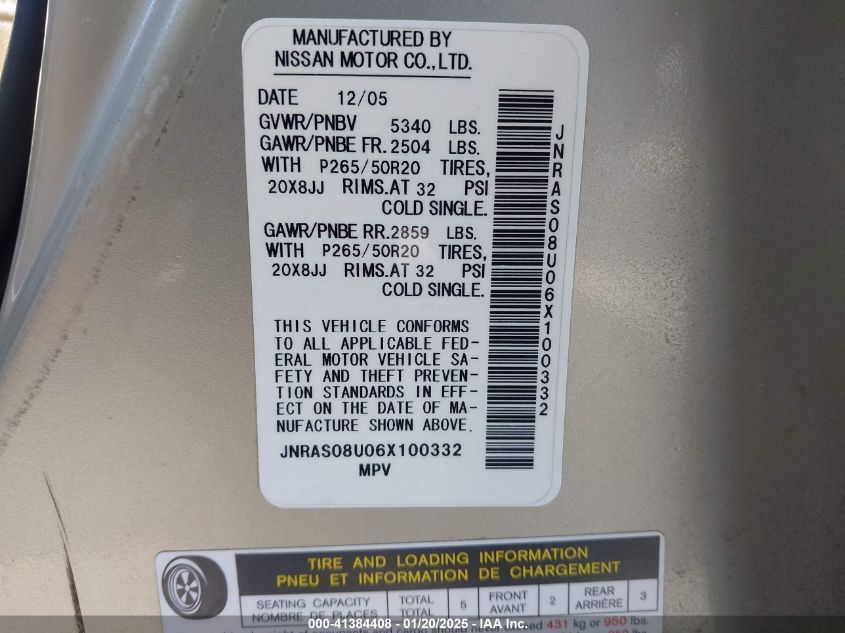 MANUFACTURED BY
NISSAN MOTOR CO.,LTD.
DATE 12/05
GVWR/PNBV 5340 LBS.
GAWR/PNBE FR. 2504 LBS.
WITH P265/50R20 TIRES,
20X8JJ RIMS.AT 32 PSI
COLD SINGLE.
GAWR/PNBE RR. 2859 LBS.
WITH P265/50R20 TIRES,
20X8JJ RIMS.AT 32 PSI
COLD SINGLE.
THIS VEHICLE CONFORMS
TO ALL APPLICABLE FED-
ERAL MOTOR VEHICLE SA-
FETY AND THEFT PREVEN-
TION STANDARDS IN EFF-
ECT ON THE DATE OF MA-
NUFACTURE SHOWN ABOVE.
JNRAS08U06X100332
MPV
JNRAS08U06X100332
TIRE AND LOADING INFORMATION
PNEU ET INFORMATION DE CHARGEMENT
SEATING CAPACITY TOTAL 5 FRONT 2 REAR 3
NOMBRE DE PLACES TOTAL AVANT ARRIÈRE
431 kg or 950 lbs.
000-41384408 - 01/20/2025 - IAA Inc.